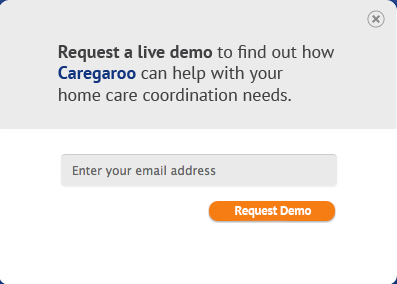 Request a live demo to find out how
Caregaroo can help with your
home care coordination needs.
Enter your email address
Request Demo